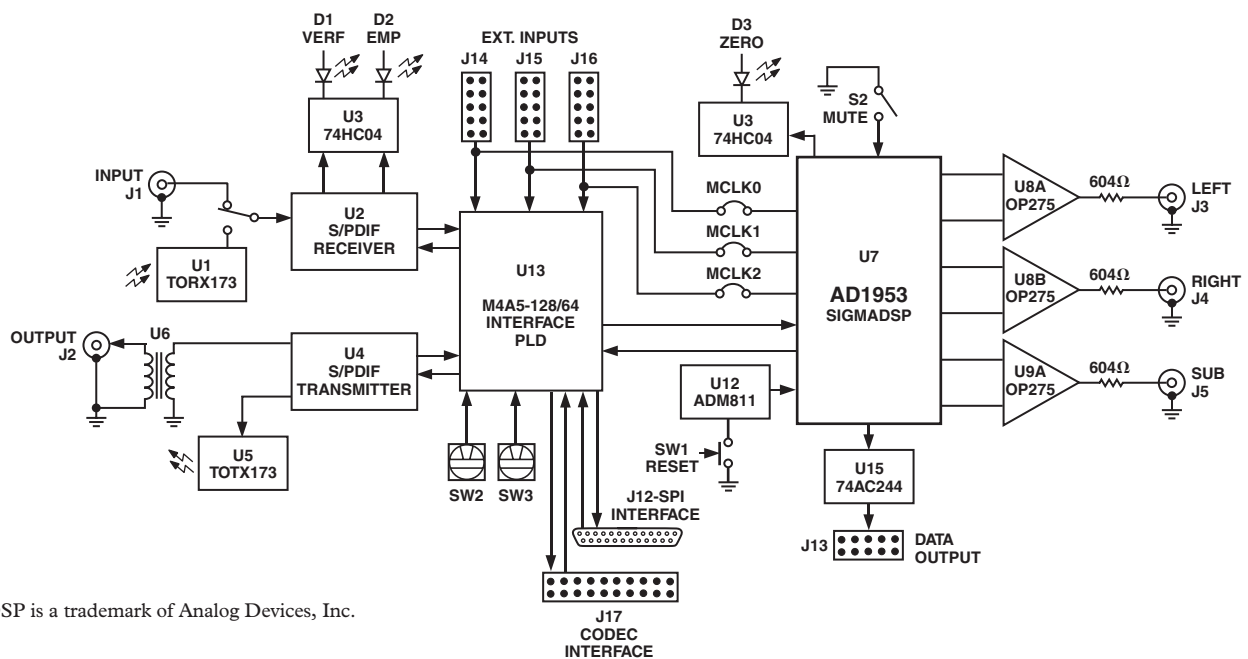 D1
VERF
D2
EMP
EXT. INPUTS
J14
J15
J16
D3
ZERO
S2
MUTE
U3
74HC04
U3
74HC04
INPUT
J1
U2
S/PDIF
RECEIVER
U1
TORX173
MCLK0
MCLK1
MCLK2
U13
M4A5-128/64
INTERFACE
PLD
U7
AD1953
SIGMADSP
U8A
OP275
604Ω
LEFT
J3
U8B
OP275
604Ω
RIGHT
J4
U9A
OP275
604Ω
SUB
J5
OUTPUT
J2
U6
U4
S/PDIF
TRANSMITTER
U5
TOTX173
U12
ADM811
SW1
RESET
SW2
SW3
J12-SPI
INTERFACE
U15
74AC244
J13
DATA
OUTPUT
J17
CODEC
INTERFACE
SP is a trademark of Analog Devices, Inc.